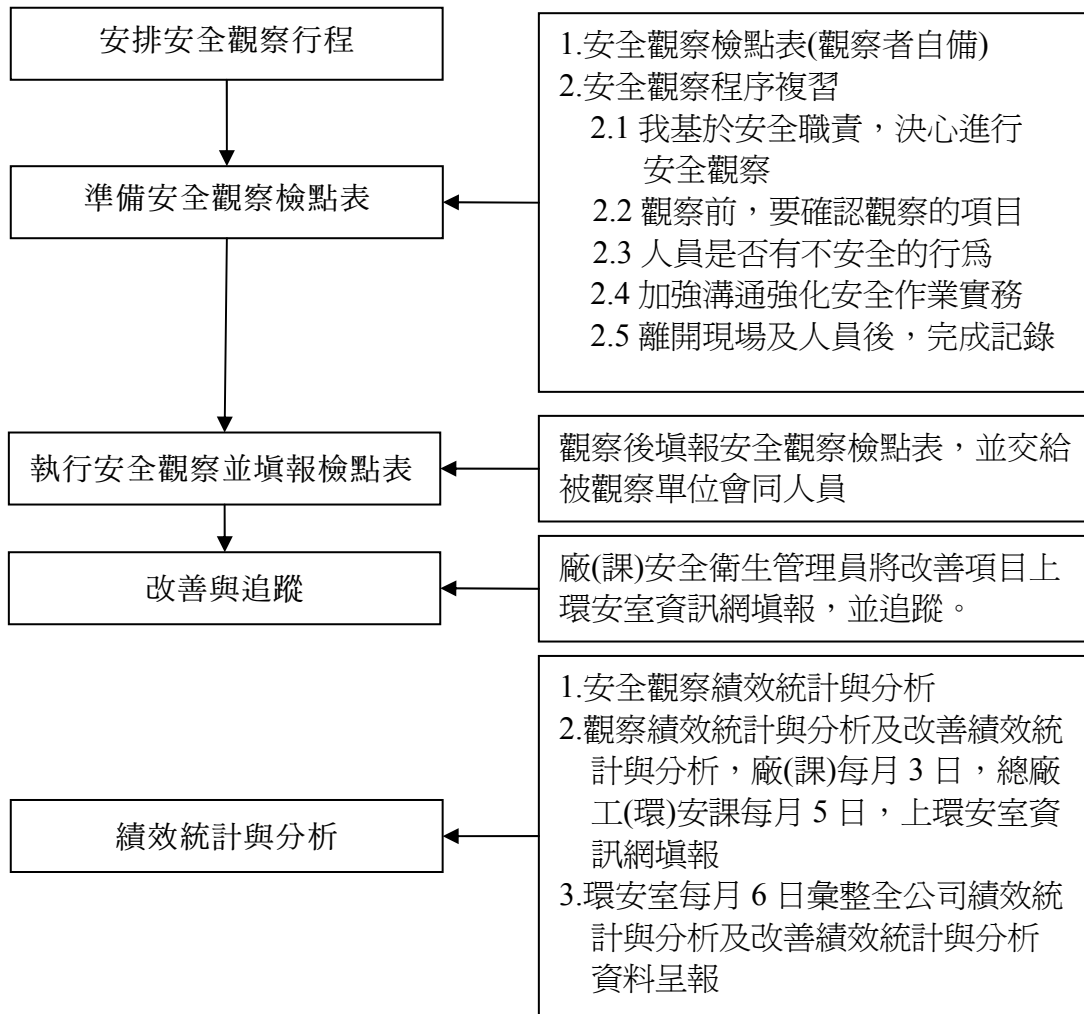 安排安全觀察行程
1.安全觀察檢點表(觀察者自備)
2.安全觀察程序複習
2.1 我基於安全職責，決心進行
安全觀察
2.2 觀察前，要確認觀察的項目
2.3 人員是否有不安全的行為
2.4 加強溝通強化安全作業實務
2.5 離開現場及人員後，完成記錄
準備安全觀察檢點表
執行安全觀察並填報檢點表
觀察後填報安全觀察檢點表，並交給
被觀察單位會同人員
改善與追蹤
廠(課)安全衛生管理員將改善項目上
環安室資訊網填報，並追蹤。
績效統計與分析
1.安全觀察績效統計與分析
2.觀察績效統計與分析及改善績效統
計與分析，廠(課)每月 3 日，總廠
工(環)安課每月 5 日，上環安室資
訊網填報
3.環安室每月 6 日彙整全公司績效統
計與分析及改善績效統計與分析
資料呈報